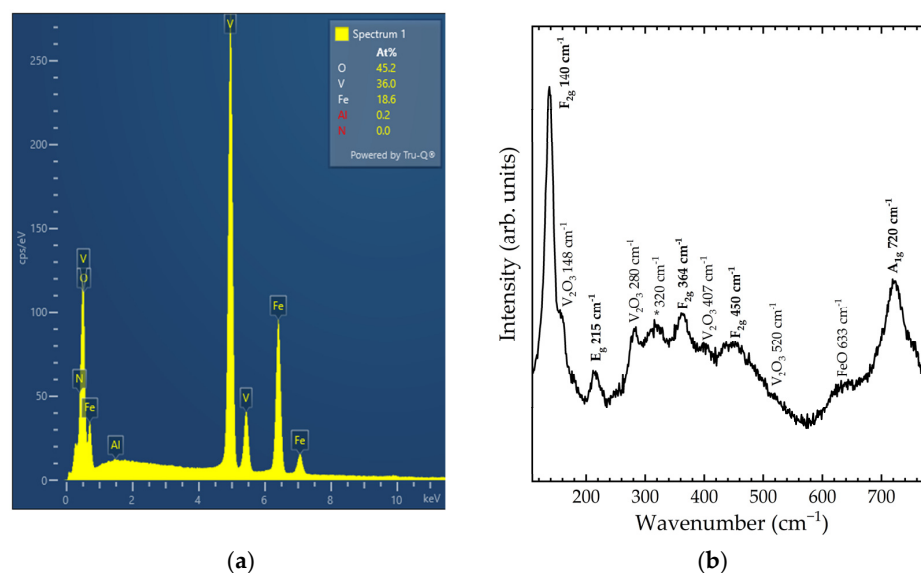 Spectrum 1
At%
O 45.2
V 36.0
Fe 18.6
Al 0.2
N 0.0
Powered by Tru-Q®
cps/eV
250
200
150
100
50
0
V
V
O
N
Fe
Al
V
Fe
Fe
0 2 4 6 8 10 keV
(a)
Intensity (arb. units)
F2g 140 cm⁻¹
V2O3 148 cm⁻¹
Eg 215 cm⁻¹
V2O3 280 cm⁻¹
* 320 cm⁻¹
F2g 364 cm⁻¹
V2O3 407 cm⁻¹
F2g 450 cm⁻¹
V2O3 520 cm⁻¹
FeO 633 cm⁻¹
A1g 720 cm⁻¹
200 300 400 500 600 700
Wavenumber (cm⁻¹)
(b)